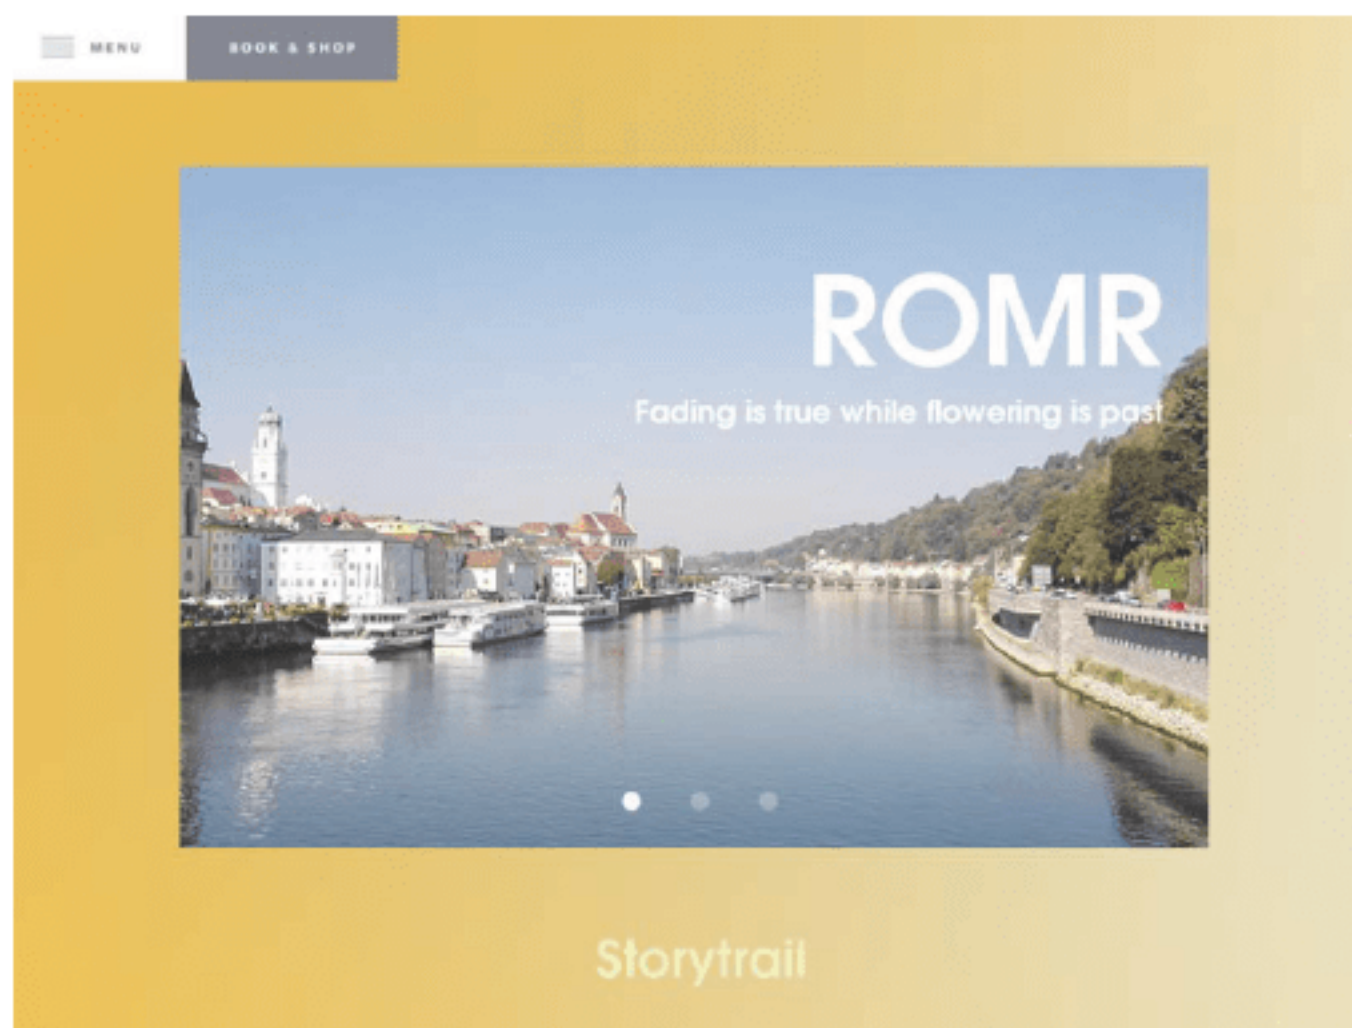 MENU
BOOK & SHOP
ROMR
Fading is true while flowering is past
Storytrail